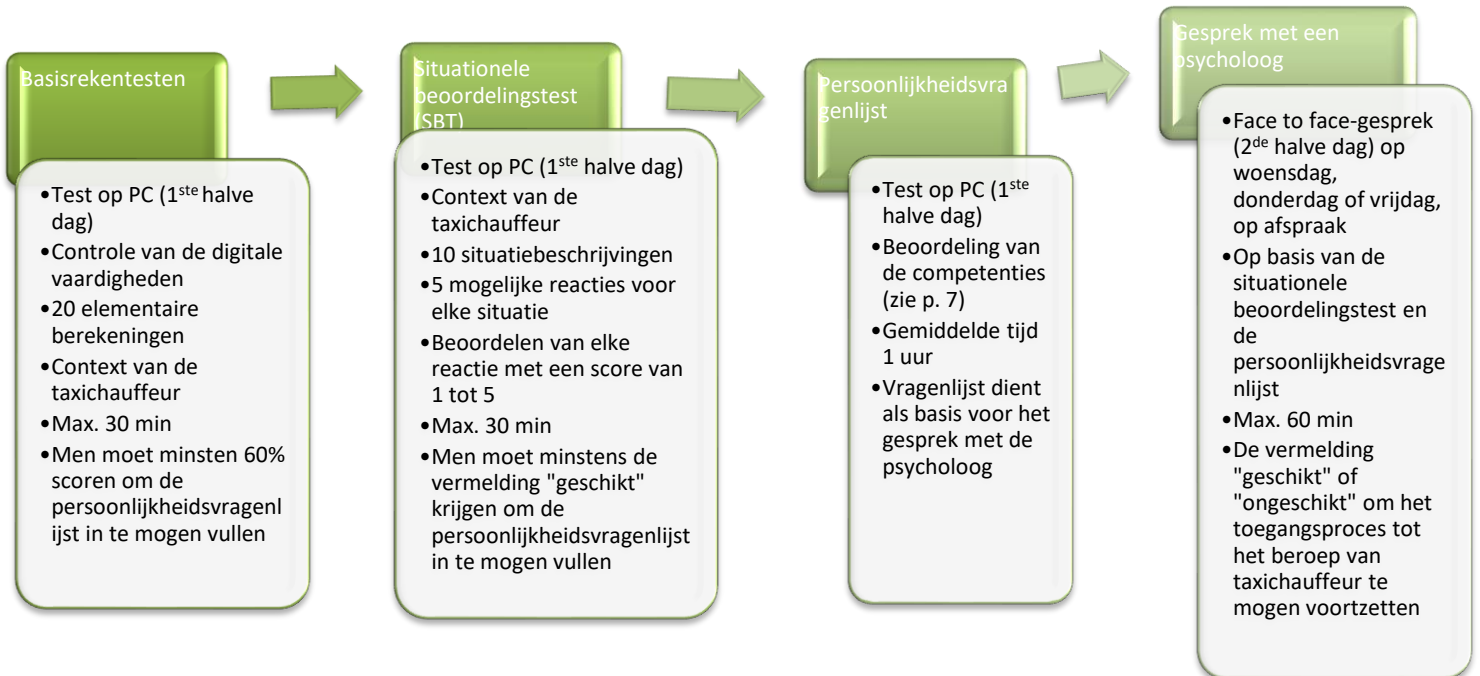 Basisrekentesten
•Test op PC (1ste halve
dag)
•Controle van de digitale
vaardigheden
•20 elementaire
berekeningen
•Context van de
taxichauffeur
•Max. 30 min
•Men moet minsten 60%
scoren om de
persoonlijkheidsvragenl
ijst in te mogen vullen
Situationele
beoordelingstest
(SBT)
•Test op PC (1ste halve dag)
•Context van de
taxichauffeur
•10 situatiebeschrijvingen
•5 mogelijke reacties voor
elke situatie
•Beoordelen van elke
reactie met een score van
1 tot 5
•Max. 30 min
•Men moet minstens de
vermelding "geschikt"
krijgen om de
persoonlijkheidsvragenlijst
in te mogen vullen
Persoonlijkheidsvra
genlijst
•Test op PC (1ste
halve dag)
•Beoordeling van
de competenties
(zie p. 7)
•Gemiddelde tijd
1 uur
•Vragenlijst dient
als basis voor het
gesprek met de
psycholoog
Gesprek met een
psycholoog
•Face to face-gesprek
(2de halve dag) op
woensdag,
donderdag of vrijdag,
op afspraak
•Op basis van de
situationele
beoordelingstest en
de
persoonlijkheidsvrage
nlijst
•Max. 60 min
•De vermelding
"geschikt" of
"ongeschikt" om het
toegangsproces tot
het beroep van
taxichauffeur te
mogen voortzetten